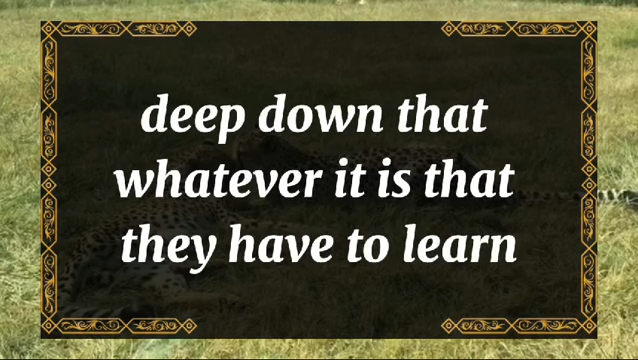 deep down that
whatever it is that
they have to learn